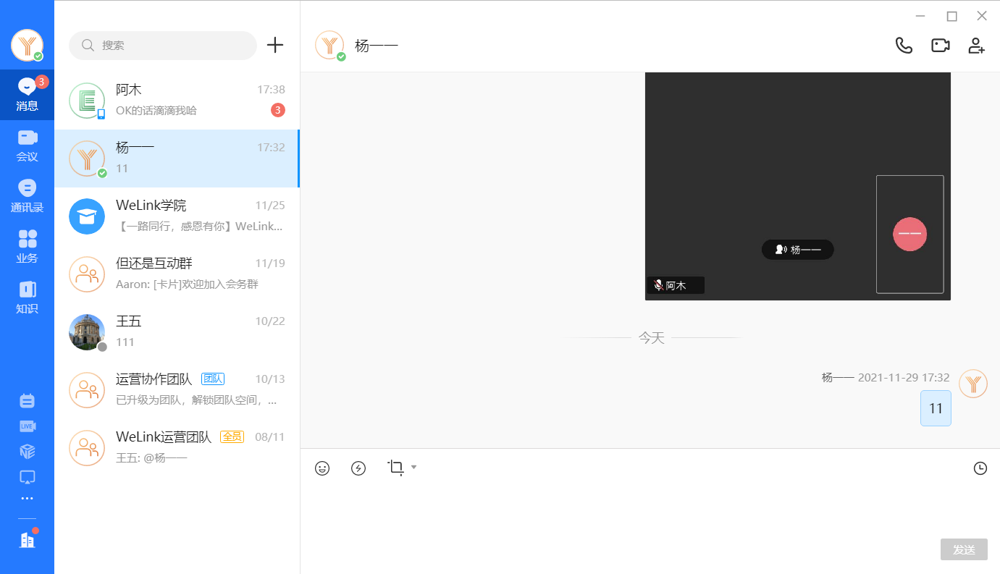 3
消息
会议
通讯录
业务
知识
LIVE
搜索
阿木 17:38
OK的话滴滴我哈 3
杨一一 17:32
11
WeLink学院 11/25
【一路同行，感恩有你】WeLink...
但还是互动群 11/19
Aaron: [卡片]欢迎加入会务群
王五 10/22
111
运营协作团队 团队 10/13
已升级为团队，解锁团队空间，...
WeLink运营团队 全员 08/11
王五: @杨一一
杨一一
一一
杨一一
阿木
今天
杨一一 2021-11-29 17:32
11
发送